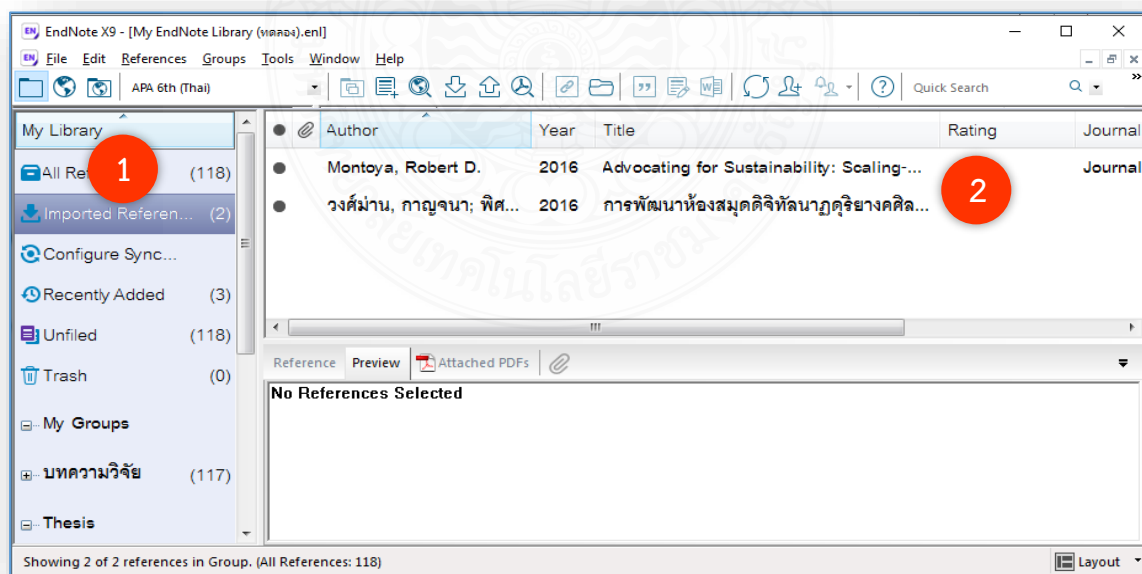 EndNote X9 - [My EndNote Library (ทดลอง).enl]
File Edit References Groups Tools Window Help
APA 6th (Thai) Quick Search
My Library
All Re (118)
Imported Referen... (2)
Configure Sync...
Recently Added (3)
Unfiled (118)
Trash (0)
My Groups
บทความวิจัย (117)
Thesis
1
Author Year Title Rating Journal
Montoya, Robert D. 2016 Advocating for Sustainability: Scaling-... Journal
วงศ์ม่าน, กาญจนา; พิศ... 2016 การพัฒนาห้องสมุดดิจิทัลนาฏดุริยางคศิล...
2
Reference Preview Attached PDFs
No References Selected
Showing 2 of 2 references in Group. (All References: 118) Layout